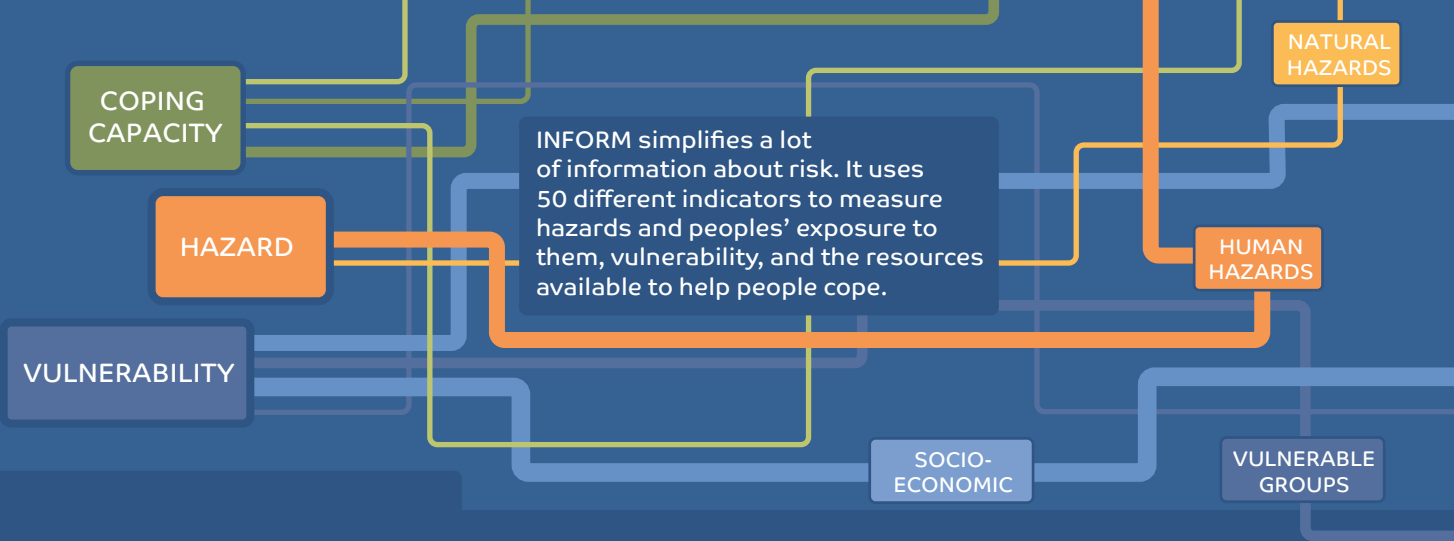 NATURAL
HAZARDS
COPING
CAPACITY
INFORM simplifies a lot
of information about risk. It uses
50 different indicators to measure
hazards and peoples’ exposure to
them, vulnerability, and the resources
available to help people cope.
HAZARD
HUMAN
HAZARDS
VULNERABILITY
SOCIO-
ECONOMIC
VULNERABLE
GROUPS